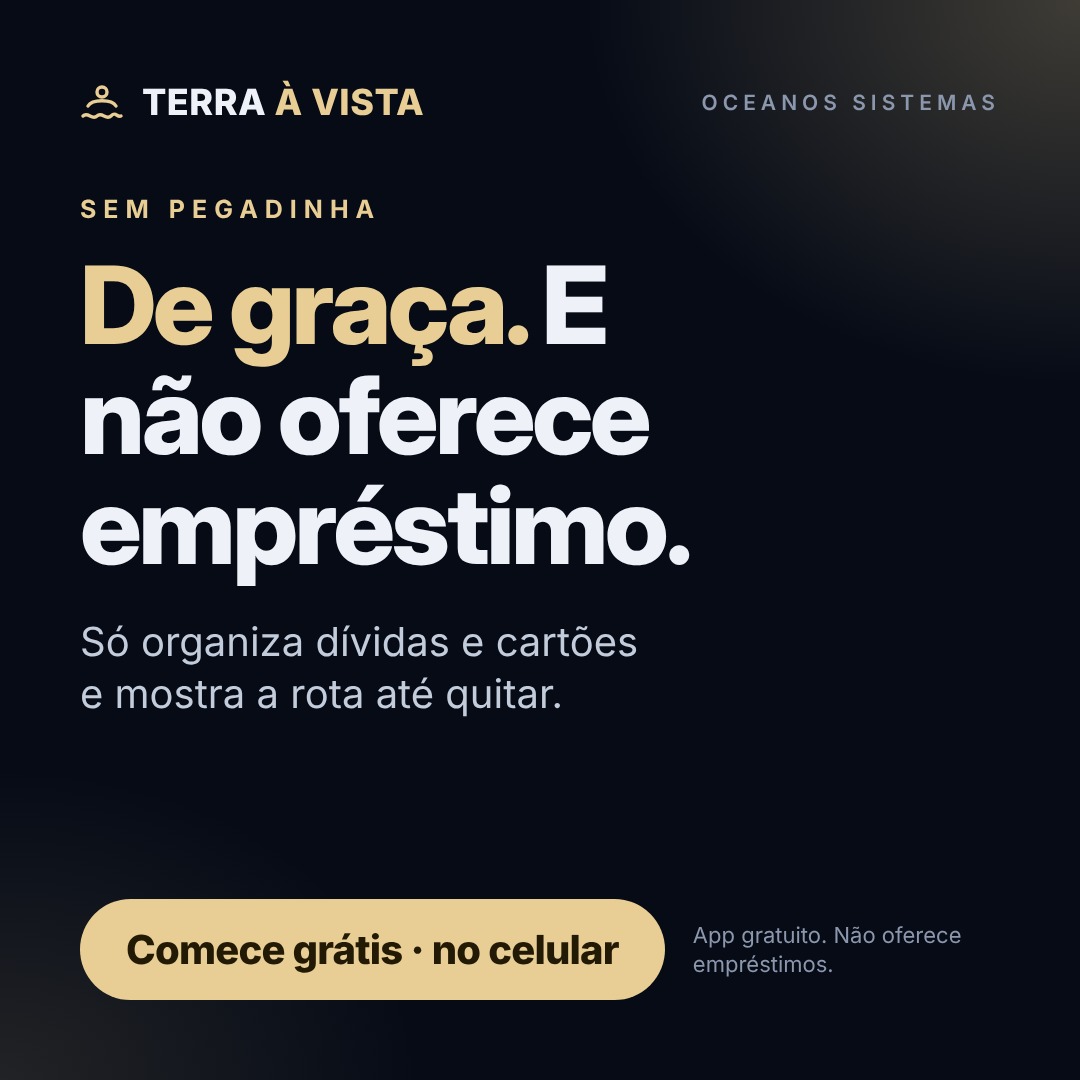 TERRA À VISTA
OCEANOS SISTEMAS
SEM PEGADINHA
De graça. E
não oferece
empréstimo.
Só organiza dívidas e cartões
e mostra a rota até quitar.
Comece grátis · no celular
App gratuito. Não oferece
empréstimos.